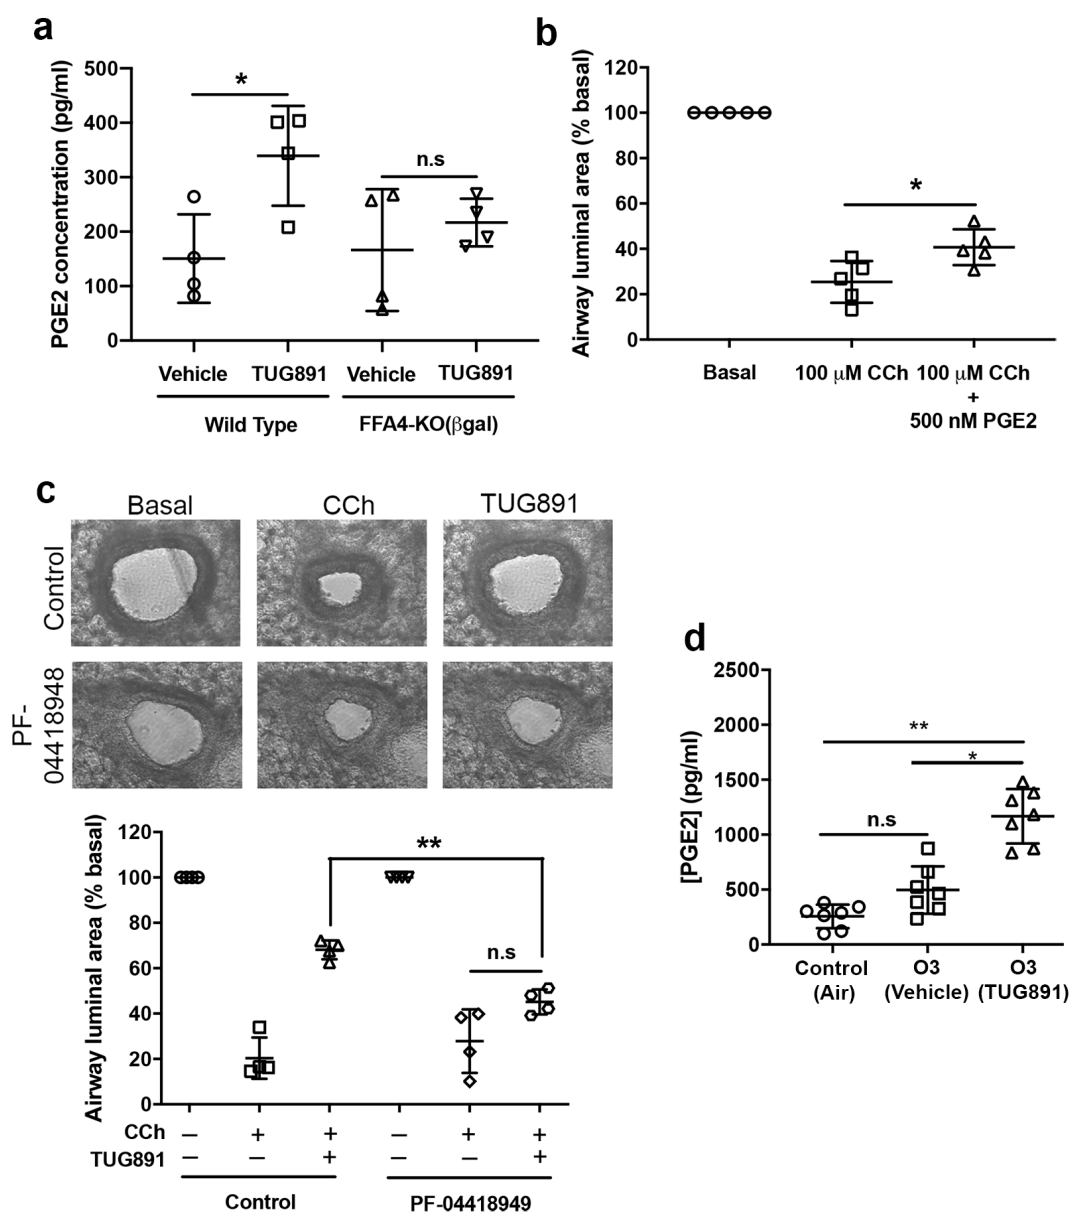 a
PGE2 concentration (pg/ml)
500
400
300
200
100
0
*
n.s
Vehicle TUG891 Vehicle TUG891
Wild Type FFA4-KO(βgal)
b
Airway luminal area (% basal)
120
100
80
60
40
20
0
*
Basal 100 μM CCh 100 μM CCh
+
500 nM PGE2
c
Basal CCh TUG891
Control
PF-
04418948
Airway luminal area (% basal)
120
100
80
60
40
20
0
**
n.s
CCh – + + – + +
TUG891 – – + – – +
Control PF-04418949
d
[PGE2] (pg/ml)
2500
2000
1500
1000
500
0
**
*
n.s
Control O3 O3
(Air) (Vehicle) (TUG891)